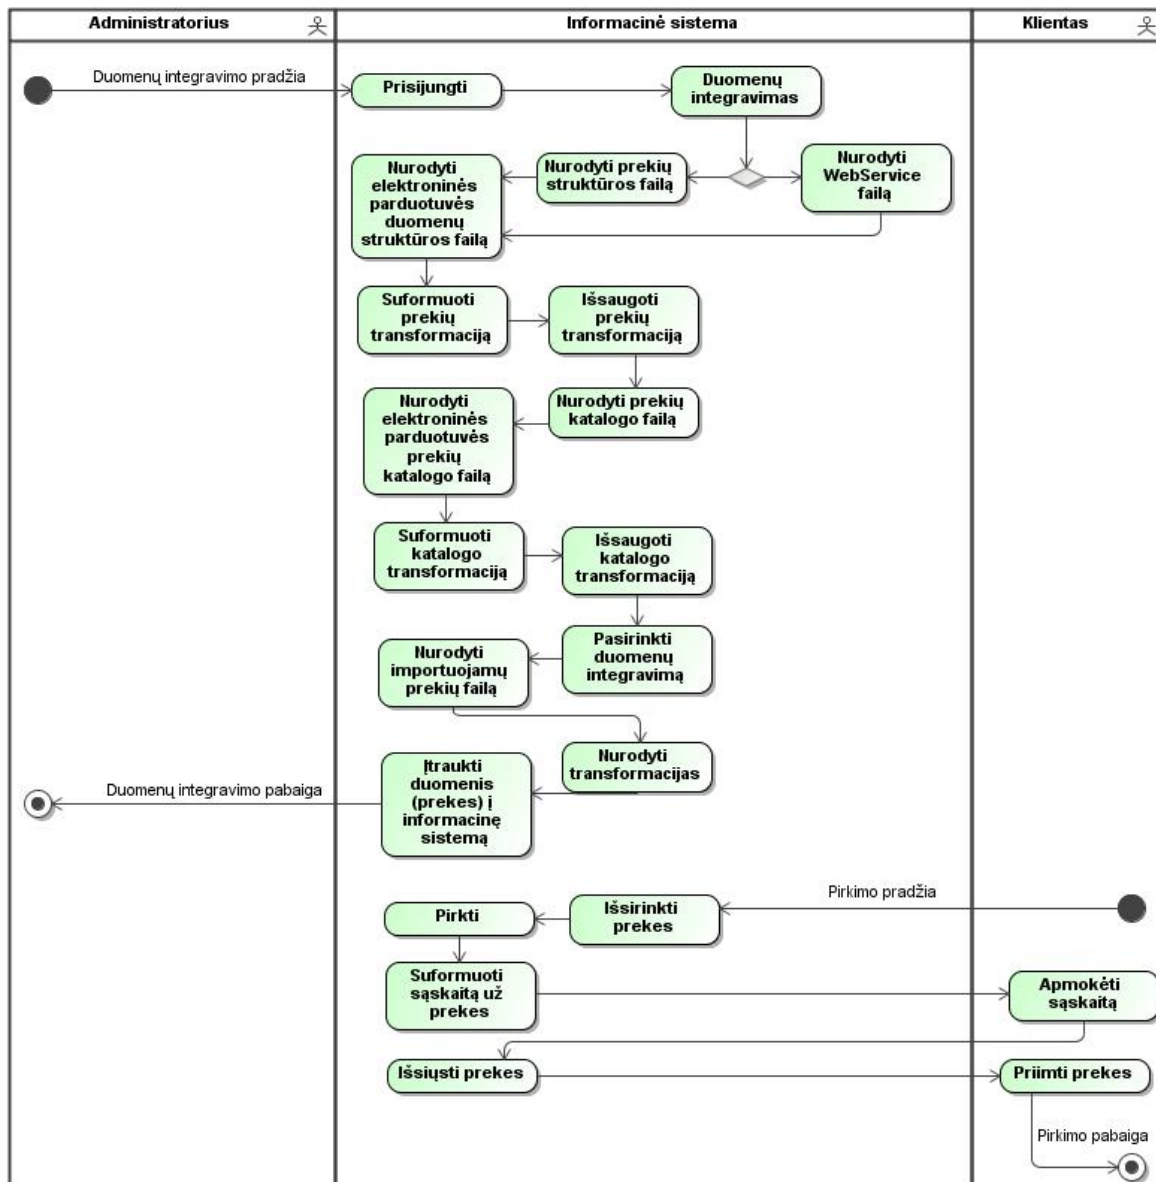 Administratorius
Informacinė sistema
Klientas
Duomenų integravimo pradžia
Prisijungti
Duomenų
integravimas
Nurodyti
elektroninės
parduotuvės
duomenų
struktūros failą
Nurodyti prekių
struktūros failą
Nurodyti
WebService
failą
Suformuoti
prekių
transformaciją
Išsaugoti
prekių
transformaciją
Nurodyti
elektroninės
parduotuvės
prekių
katalogo failą
Nurodyti prekių
katalogo failą
Suformuoti
katalogo
transformaciją
Išsaugoti
katalogo
transformaciją
Nurodyti
importuojamų
prekių failą
Pasirinkti
duomenų
integravimą
Nurodyti
transformacijas
Įtraukti
duomenis
(prekes) į
informacinę
sistemą
Duomenų integravimo pabaiga
Pirkimo pradžia
Išsirinkti
prekes
Pirkti
Suformuoti
sąskaitą už
prekes
Apmokėti
sąskaitą
Išsiųsti prekes
Priimti prekes
Pirkimo pabaiga